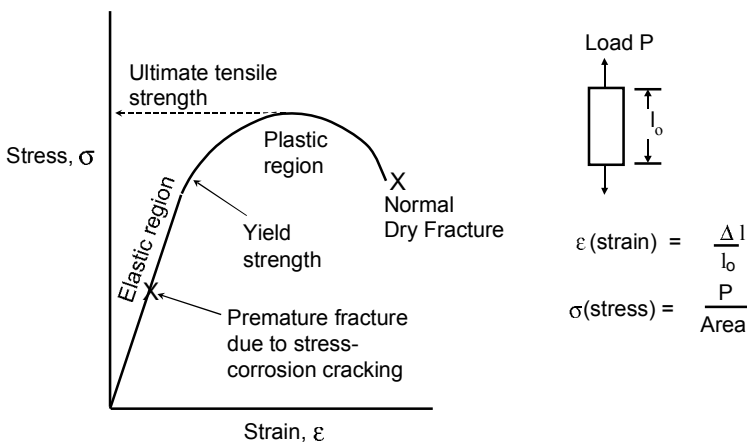 Ultimate tensile
strength
Stress, σ
Plastic
region
X
Normal
Dry Fracture
Elastic region
Yield
strength
X
Premature fracture
due to stress-
corrosion cracking
Strain, ε
Load P
lo
ε (strain) = Δ l
lo
σ(stress) = P
Area